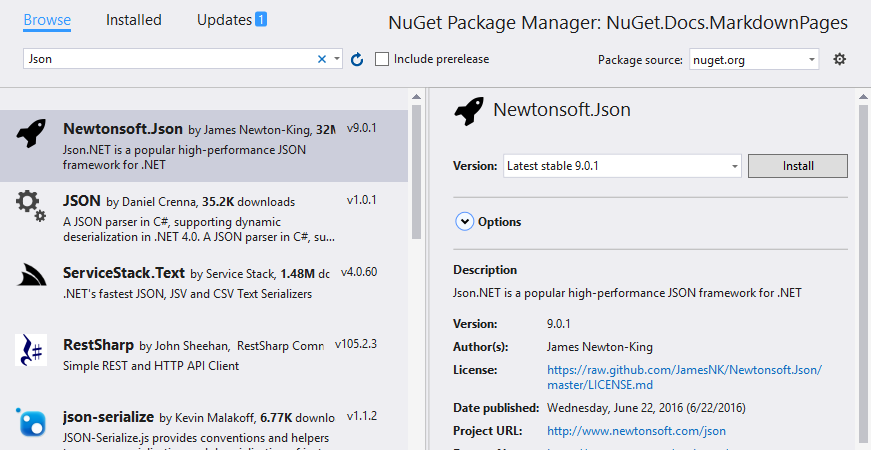 Browse Installed Updates 1
NuGet Package Manager: NuGet.Docs.MarkdownPages
Json
Include prerelease
Package source: nuget.org
Newtonsoft.Json by James Newton-King, 32M v9.0.1
Json.NET is a popular high-performance JSON
framework for .NET
JSON by Daniel Crenna, 35.2K downloads v1.0.1
A JSON parser in C#, supporting dynamic
deserialization in .NET 4.0. A JSON parser in C#, su...
ServiceStack.Text by Service Stack, 1.48M do v4.0.60
.NET's fastest JSON, JSV and CSV Text Serializers
RestSharp by John Sheehan, RestSharp Comm v105.2.3
Simple REST and HTTP API Client
json-serialize by Kevin Malakoff, 6.77K downlo v1.1.2
JSON-Serialize.js provides conventions and helpers
Newtonsoft.Json
Version: Latest stable 9.0.1 Install
Options
Description
Json.NET is a popular high-performance JSON framework for .NET
Version: 9.0.1
Author(s): James Newton-King
License: https://raw.github.com/JamesNK/Newtonsoft.Json/
master/LICENSE.md
Date published: Wednesday, June 22, 2016 (6/22/2016)
Project URL: http://www.newtonsoft.com/json